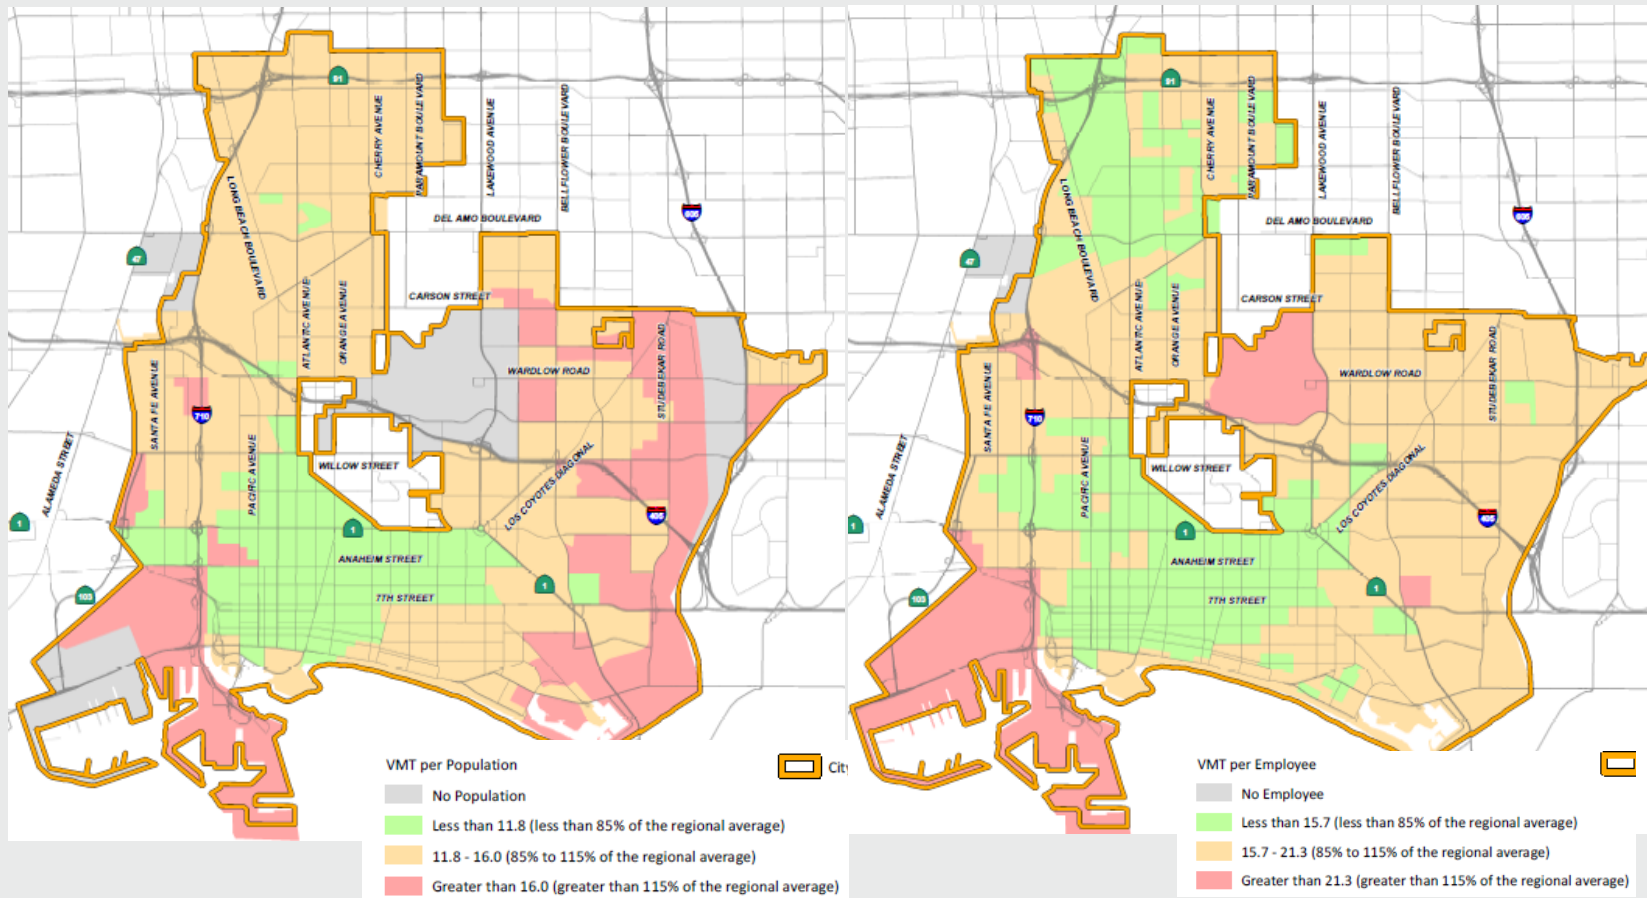 91
CHERRY AVENUE
PARAMOUNT BOULEVARD
LAKEWOOD AVENUE
BELLFLOWER BOULEVARD
LONG BEACH BOULEVARD
605
DEL AMO BOULEVARD
47
CARSON STREET
ATLANTIC AVENUE
ORANGE AVENUE
SANTA FE AVENUE
WARDLOW ROAD
STUDEBEKAR ROAD
710
ALAMEDA STREET
PACIFIC AVENUE
WILLOW STREET
LOS COYOTES DIAGONAL
1
1
405
ANAHEIM STREET
103
7TH STREET
1
VMT per Population
City
No Population
Less than 11.8 (less than 85% of the regional average)
11.8 - 16.0 (85% to 115% of the regional average)
Greater than 16.0 (greater than 115% of the regional average)
91
CHERRY AVENUE
PARAMOUNT BOULEVARD
LAKEWOOD AVENUE
BELLFLOWER BOULEVARD
LONG BEACH BOULEVARD
605
DEL AMO BOULEVARD
47
CARSON STREET
ATLANTIC AVENUE
ORANGE AVENUE
SANTA FE AVENUE
WARDLOW ROAD
STUDEBEKAR ROAD
710
ALAMEDA STREET
PACIFIC AVENUE
WILLOW STREET
LOS COYOTES DIAGONAL
1
1
405
ANAHEIM STREET
103
7TH STREET
1
VMT per Employee
No Employee
Less than 15.7 (less than 85% of the regional average)
15.7 - 21.3 (85% to 115% of the regional average)
Greater than 21.3 (greater than 115% of the regional average)